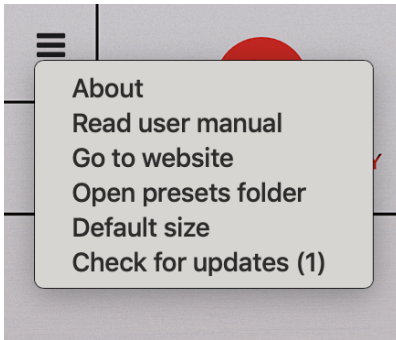 About
Read user manual
Go to website
Open presets folder
Default size
Check for updates (1)